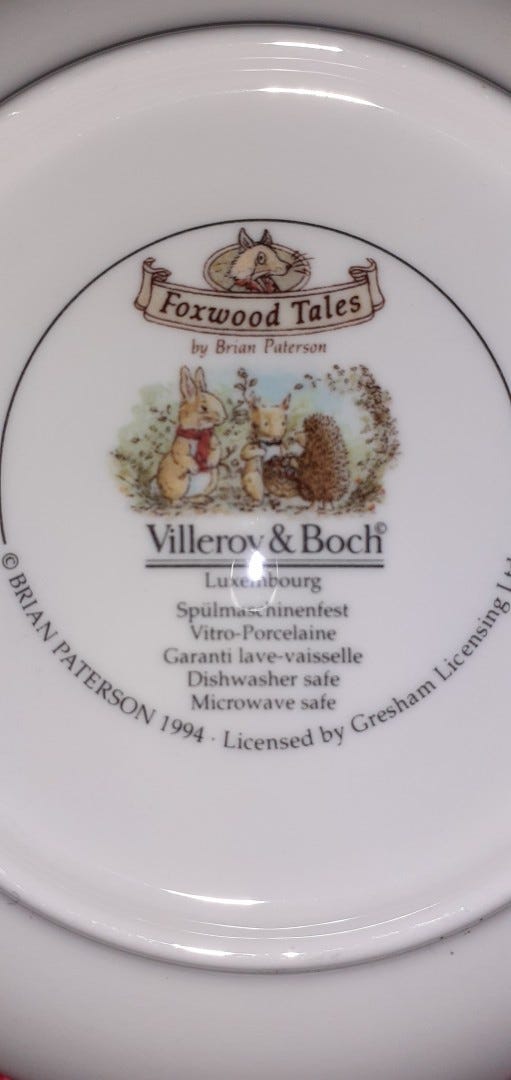 Foxwood Tales
by Brian Paterson
Villeroy & Boch©
Luxembourg
Spülmaschinenfest
Vitro-Porcelaine
Garanti lave-vaisselle
Dishwasher safe
Microwave safe
© BRIAN PATERSON 1994 · Licensed by Gresham Licensing Ltd